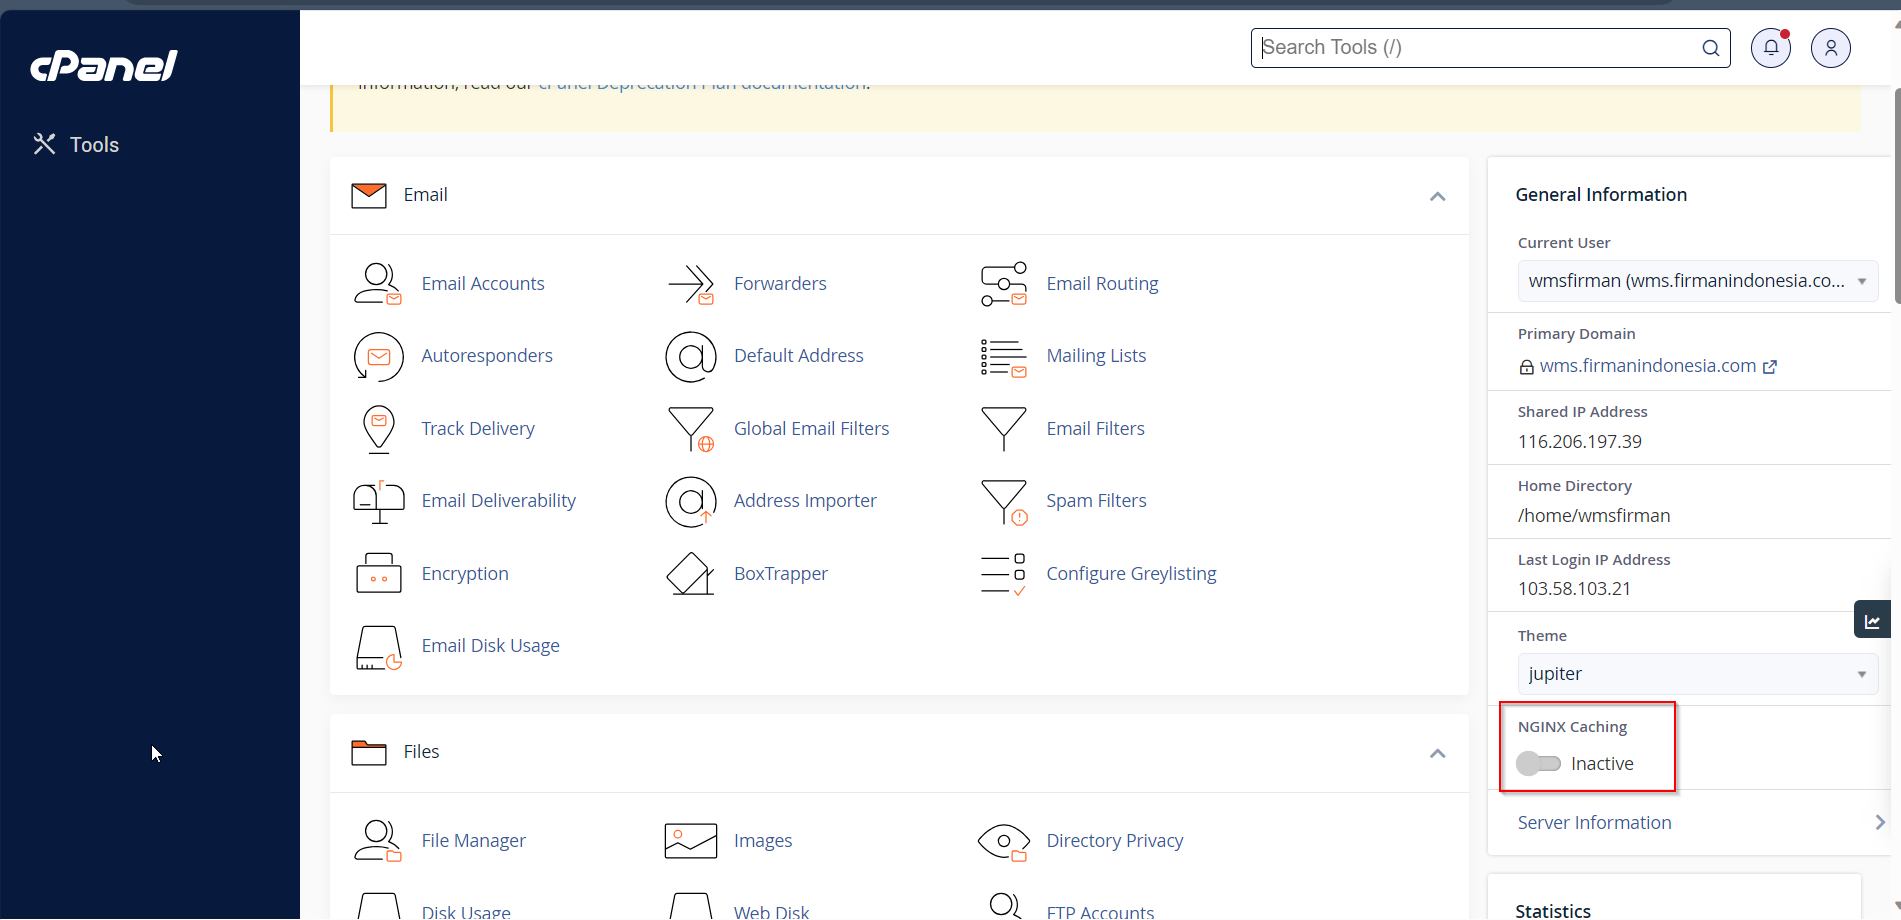 cPanel
Search Tools (/)
Tools
information, read our cPanel Deprecation Plan documentation.
Email
Email Accounts
Forwarders
Email Routing
Autoresponders
Default Address
Mailing Lists
Track Delivery
Global Email Filters
Email Filters
Email Deliverability
Address Importer
Spam Filters
Encryption
BoxTrapper
Configure Greylisting
Email Disk Usage
Files
File Manager
Images
Directory Privacy
Disk Usage
Web Disk
FTP Accounts
General Information
Current User
wmsfirman (wms.firmanindonesia.co...
Primary Domain
wms.firmanindonesia.com
Shared IP Address
116.206.197.39
Home Directory
/home/wmsfirman
Last Login IP Address
103.58.103.21
Theme
jupiter
NGINX Caching
Inactive
Server Information
Statistics